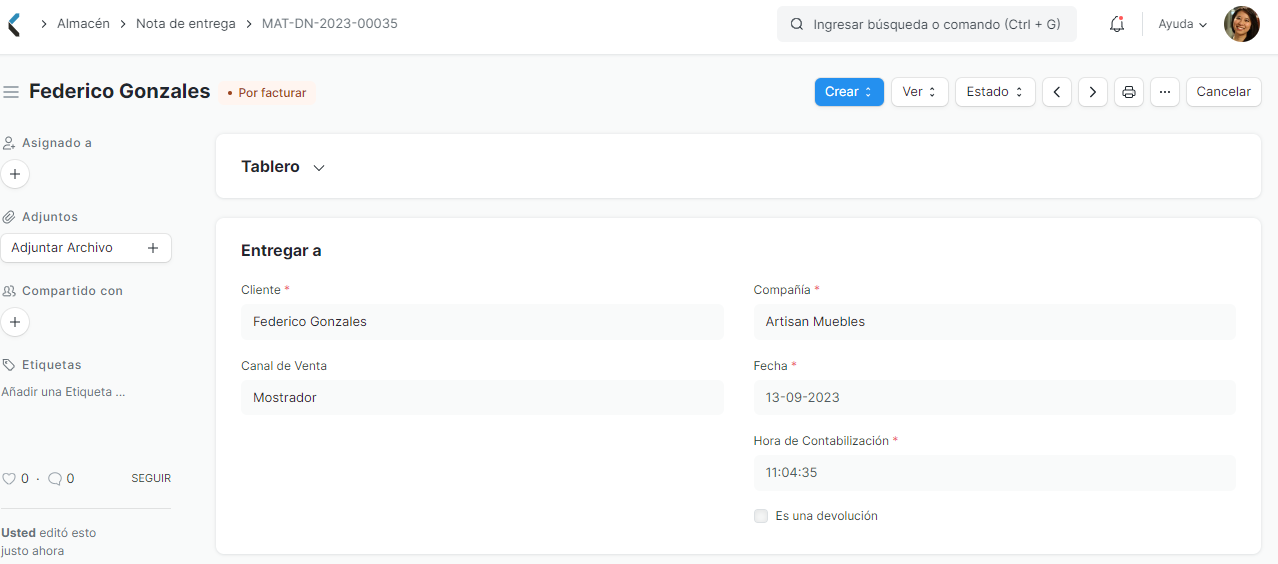 Almacén > Nota de entrega > MAT-DN-2023-00035
Ingresar búsqueda o comando (Ctrl + G)
Ayuda
Federico Gonzales
• Por facturar
Crear
Ver
Estado
...
Cancelar
Asignado a
+
Adjuntos
Adjuntar Archivo +
Compartido con
+
Etiquetas
Añadir una Etiqueta ...
0 · 0
SEGUIR
Usted editó esto
justo ahora
Tablero
Entregar a
Cliente *
Federico Gonzales
Canal de Venta
Mostrador
Compañía *
Artisan Muebles
Fecha *
13-09-2023
Hora de Contabilización *
11:04:35
Es una devolución